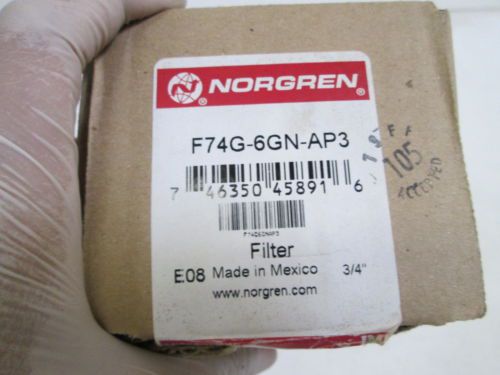 NORGREN®
F74G-6GN-AP3
7 46350 45891 6
F74G6GNAP3
Filter
E08 Made in Mexico 3/4"
www.norgren.com
105
ACCEPTED